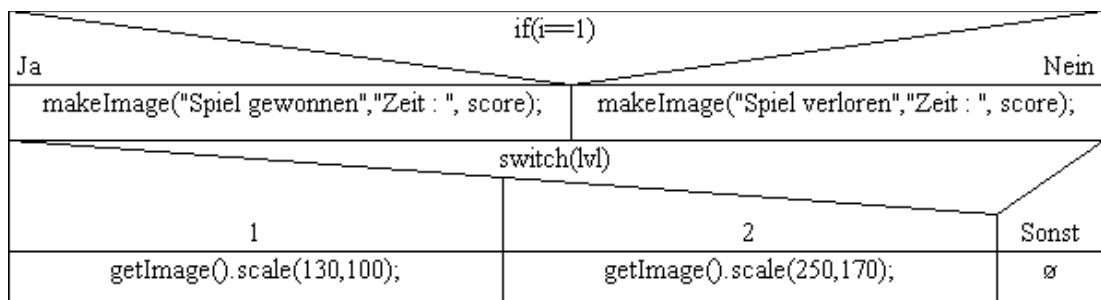 if(i==1)
Ja Nein
makeImage("Spiel gewonnen","Zeit : ", score); makeImage("Spiel verloren","Zeit : ", score);
switch(lvl)
1 2 Sonst
getImage().scale(130,100); getImage().scale(250,170); ø